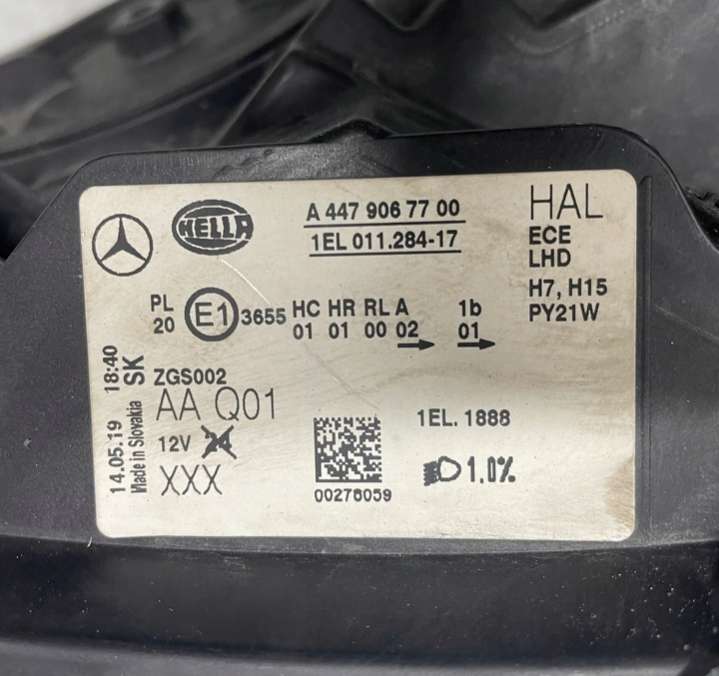 HELLA
A 447 906 77 00
1EL 011.284-17
HAL
ECE
LHD
H7, H15
PY21W
PL
20
E1
3655
HC HR RL A 1b
01 01 00 02 01
14.05.19 18:40
Made in Slovakia SK
ZGS002
AA Q01
12V 24
XXX
00276059
1EL. 1888
1.0%